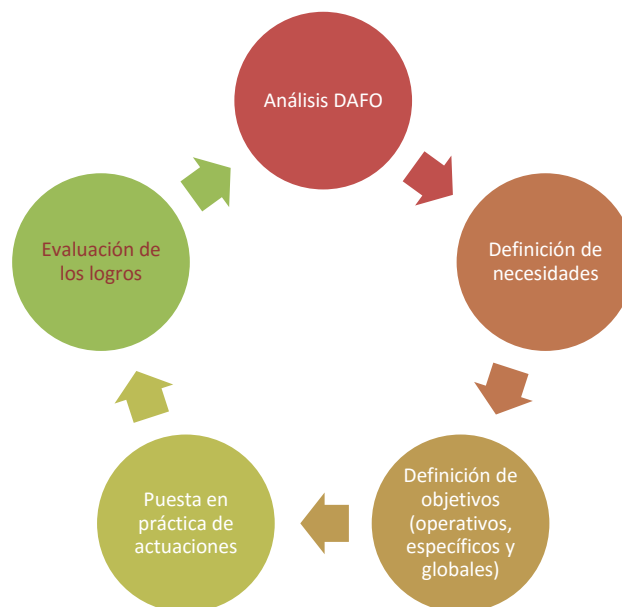 Análisis DAFO
Definición de
necesidades
Definición de
objetivos
(operativos,
específicos y
globales)
Puesta en
práctica de
actuaciones
Evaluación de
los logros